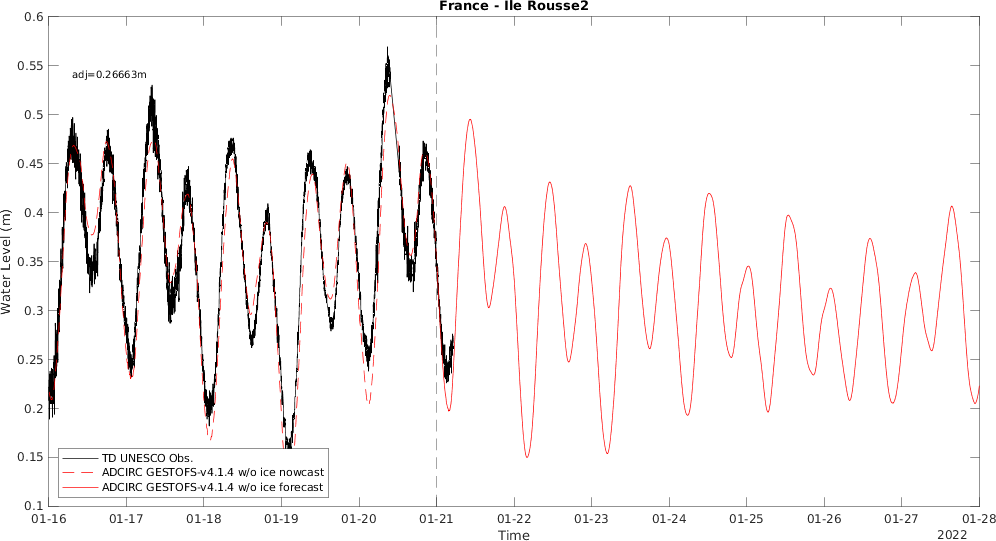 France - Ile Rousse2
Water Level (m)
0.6
0.55
0.5
0.45
0.4
0.35
0.3
0.25
0.2
0.15
0.1
adj=0.26663m
TD UNESCO Obs.
ADCIRC GESTOFS-v4.1.4 w/o ice nowcast
ADCIRC GESTOFS-v4.1.4 w/o ice forecast
01-16 01-17 01-18 01-19 01-20 01-21 01-22 01-23 01-24 01-25 01-26 01-27 01-28
Time
2022